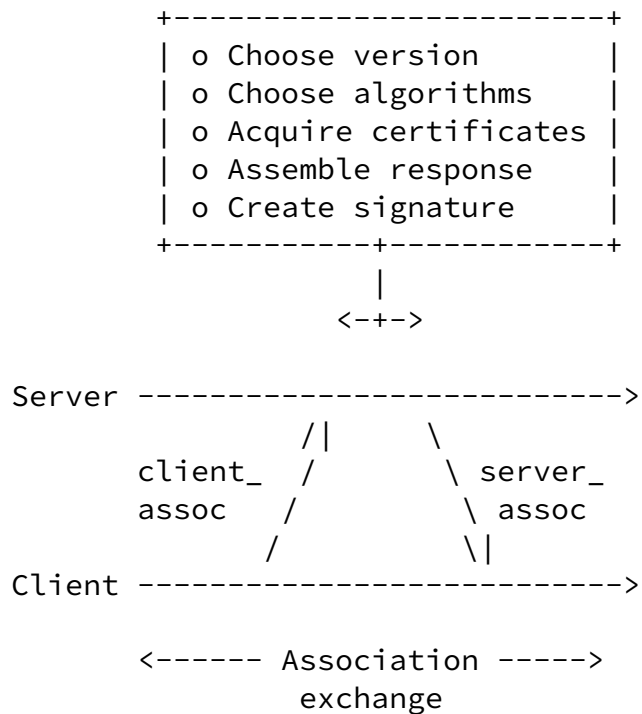 o Choose version
o Choose algorithms
o Acquire certificates
o Assemble response
o Create signature
Server
client_ server_
assoc assoc
Client
Association
exchange